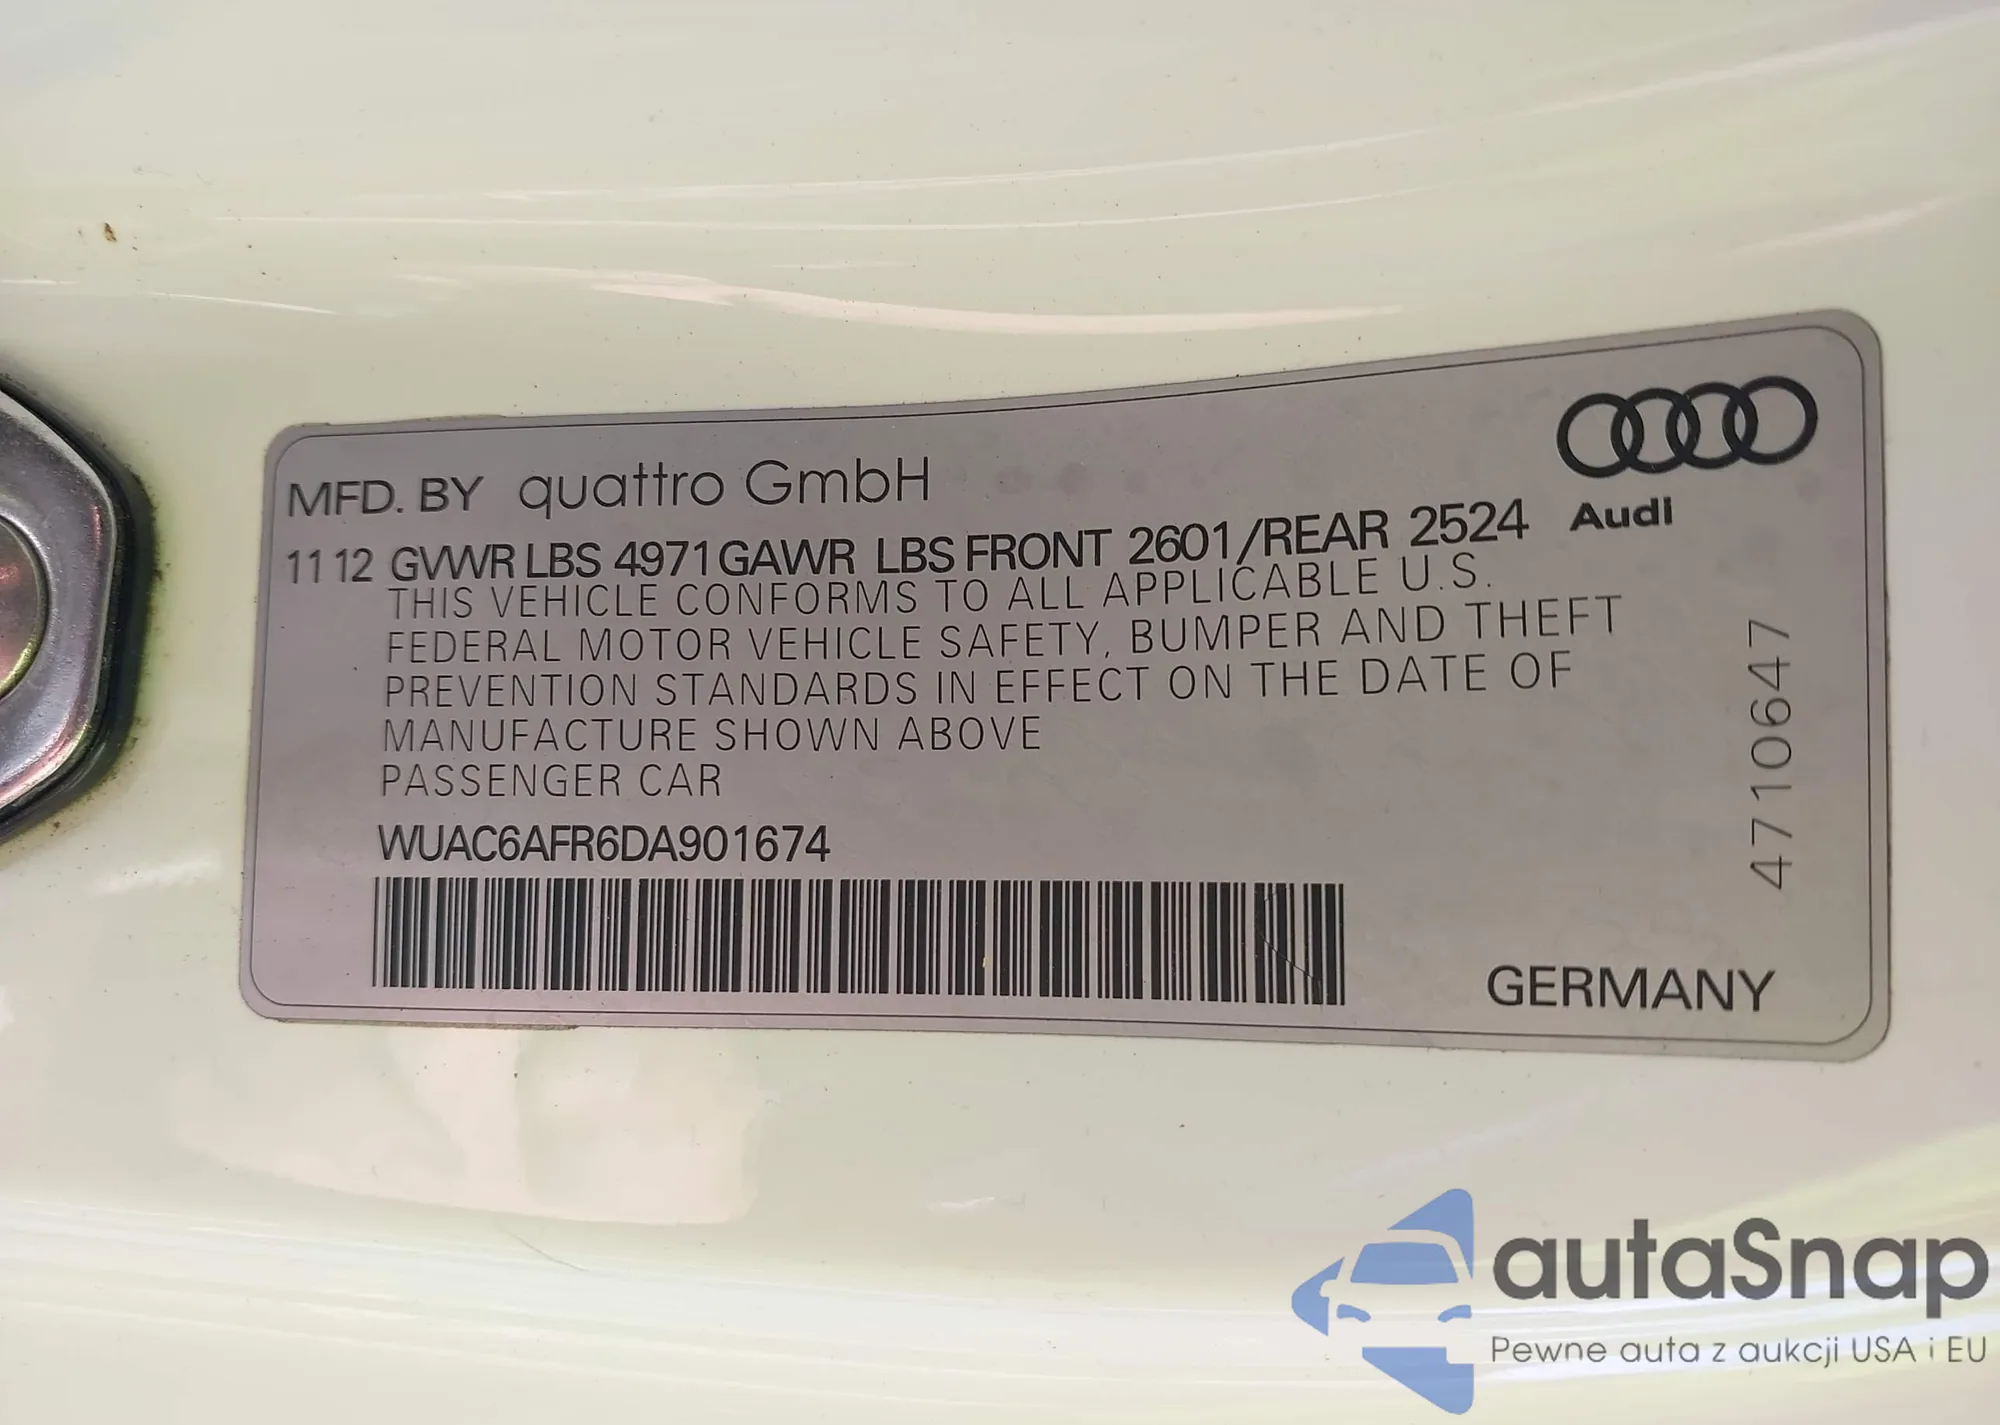 MFD. BY quattro GmbH
11 12 GVWR LBS 4971 GAWR LBS FRONT 2601/REAR 2524
Audi
THIS VEHICLE CONFORMS TO ALL APPLICABLE U.S.
FEDERAL MOTOR VEHICLE SAFETY, BUMPER AND THEFT
PREVENTION STANDARDS IN EFFECT ON THE DATE OF
MANUFACTURE SHOWN ABOVE
PASSENGER CAR
WUAC6AFR6DA901674
4710647
GERMANY
autaSnap
Pewne auta z aukcji USA i EU